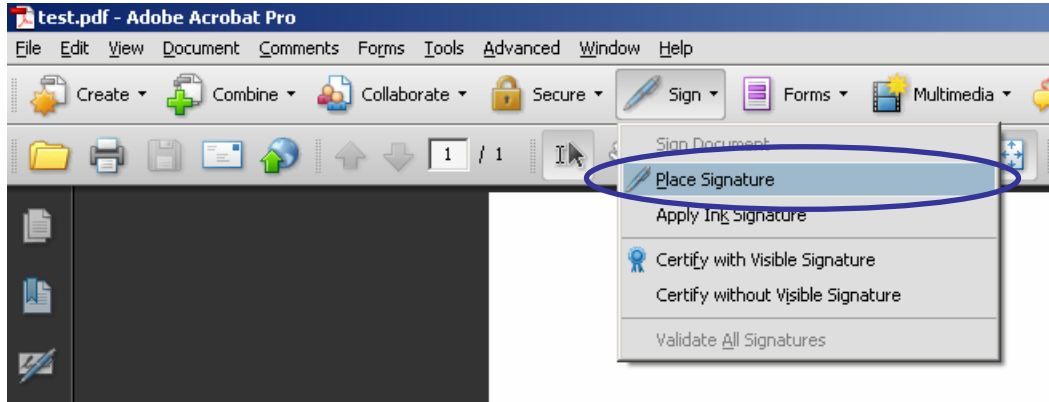 test.pdf - Adobe Acrobat Pro
File Edit View Document Comments Forms Tools Advanced Window Help
Create Combine Collaborate Secure Sign Forms Multimedia
1 / 1
Sign Document
Place Signature
Apply Ink Signature
Certify with Visible Signature
Certify without Visible Signature
Validate All Signatures